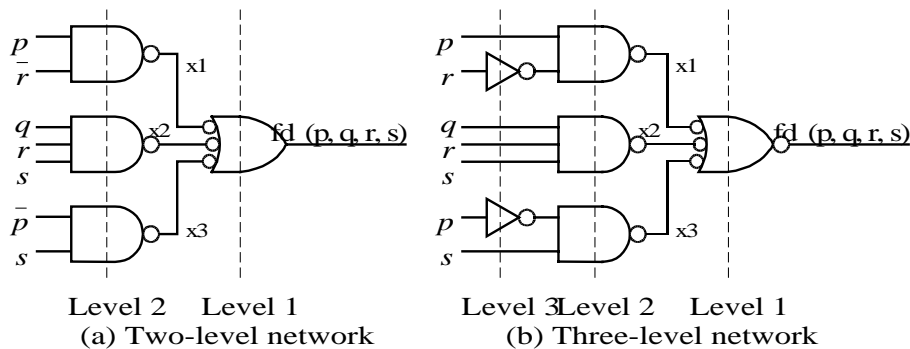 p
r̄
q
r
s
p̄
s
x1
x2
x3
fd (p, q, r, s)
Level 2 Level 1
(a) Two-level network
p
r
q
r
s
p
s
x1
x2
x3
fd (p, q, r, s)
Level 3 Level 2 Level 1
(b) Three-level network